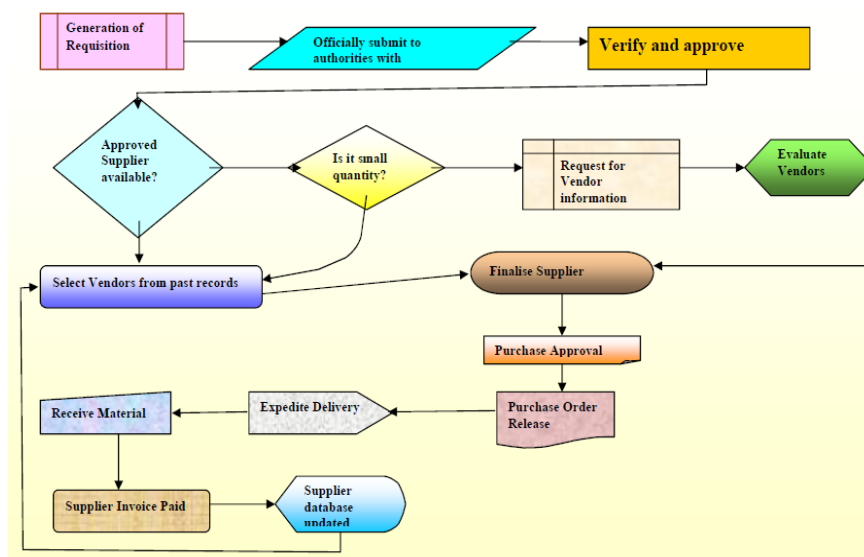 Generation of
Requisition
Officially submit to
authorities with
Verify and approve
Approved
Supplier
available?
Is it small
quantity?
Request for
Vendor
information
Evaluate
Vendors
Select Vendors from past records
Finalise Supplier
Purchase Approval
Receive Material
Expedite Delivery
Purchase Order
Release
Supplier Invoice Paid
Supplier
database
updated